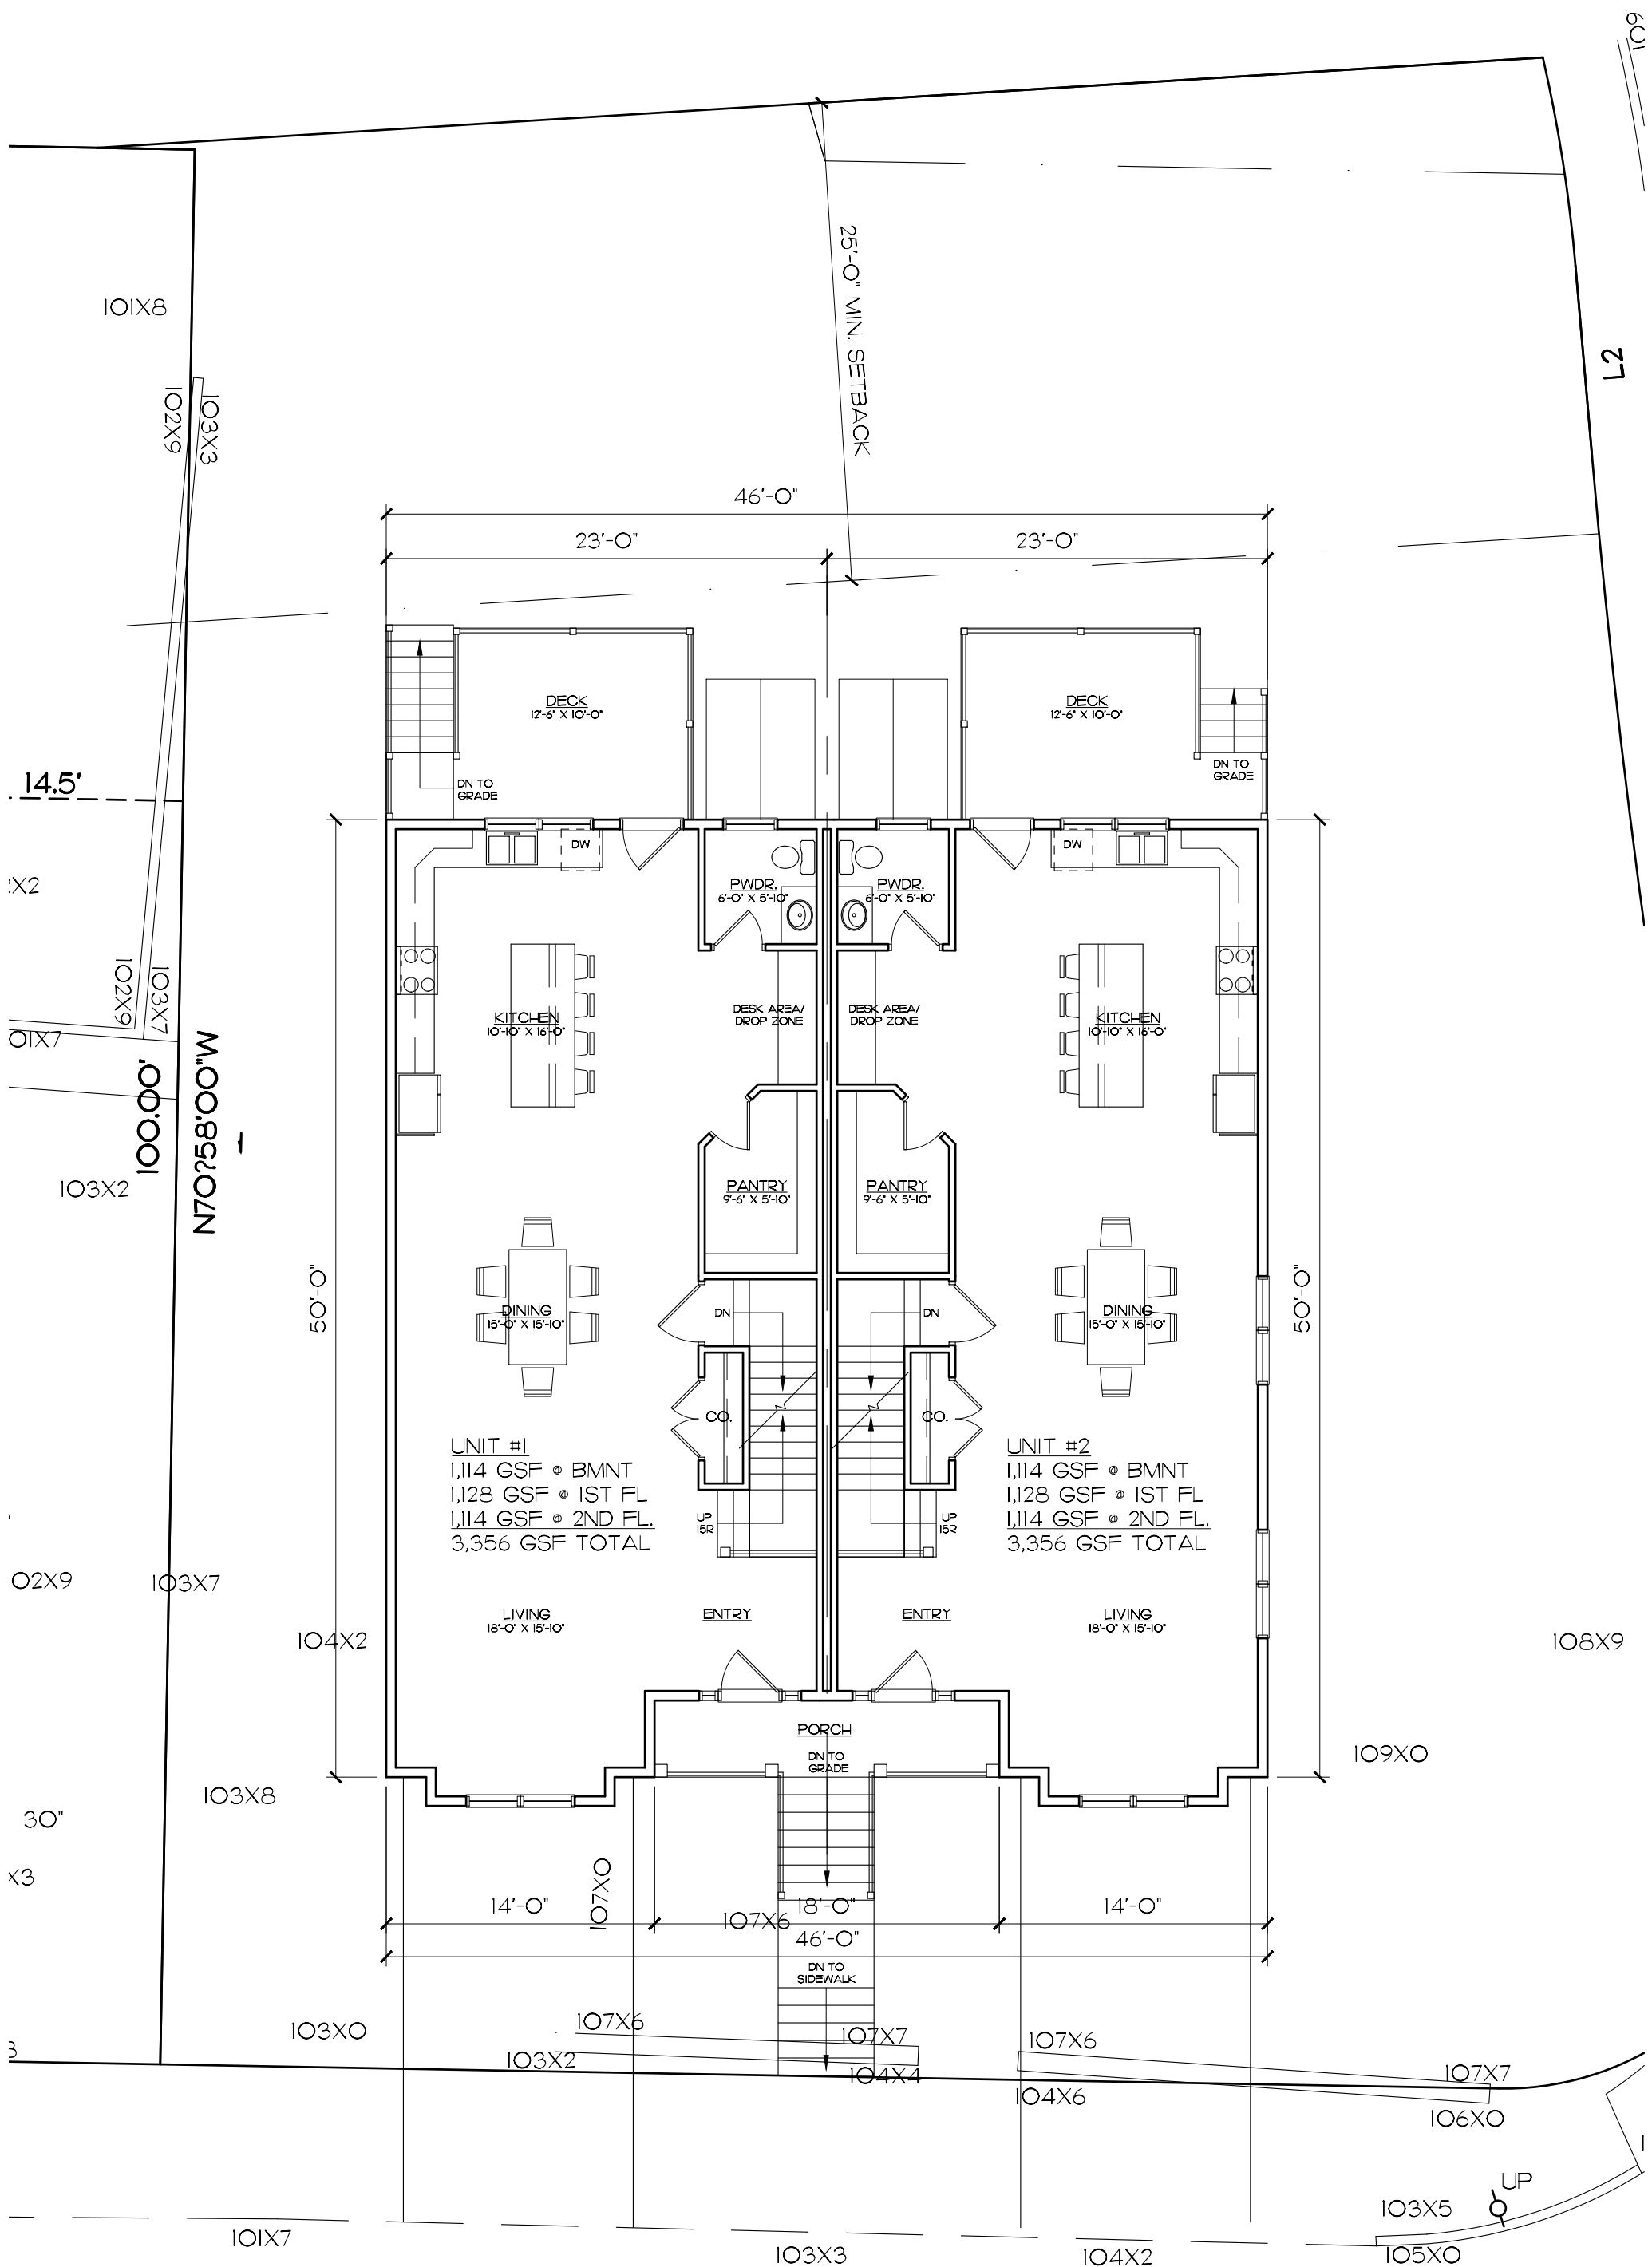 109
101X8
25'-0" MIN. SETBACK
L2
102X9
103X3
46'-0"
23'-0"
23'-0"
DECK
12'-6" X 10'-0"
DECK
12'-6" X 10'-0"
DN TO
GRADE
DN TO
GRADE
14.5'
DW
DW
X2
PWDR.
6'-0" X 5'-10"
PWDR.
6'-0" X 5'-10"
102X9
103X7
DESK AREA/
DROP ZONE
DESK AREA/
DROP ZONE
KITCHEN
10'-10" X 16'-0"
KITCHEN
10'-10" X 16'-0"
01X7
100.00'
N70?58'00"W
103X2
PANTRY
9'-6" X 5'-10"
PANTRY
9'-6" X 5'-10"
50'-0"
50'-0"
DN
DN
DINING
15'-0" X 15'-10"
DINING
15'-0" X 15'-10"
CO.
CO.
UNIT #1
1,114 GSF @ BMNT
1,128 GSF @ 1ST FL
1,114 GSF @ 2ND FL.
3,356 GSF TOTAL
UNIT #2
1,114 GSF @ BMNT
1,128 GSF @ 1ST FL
1,114 GSF @ 2ND FL.
3,356 GSF TOTAL
UP
15R
UP
15R
02X9
103X7
LIVING
18'-0" X 15'-10"
ENTRY
ENTRY
LIVING
18'-0" X 15'-10"
104X2
108X9
PORCH
DN TO
GRADE
109X0
103X8
30"
X3
107X0
14'-0"
18'-0"
14'-0"
107X6
46'-0"
DN TO
SIDEWALK
103X0
107X6
107X7
107X6
103X2
104X4
107X7
104X6
106X0
UP
103X5
101X7
103X3
104X2
105X0